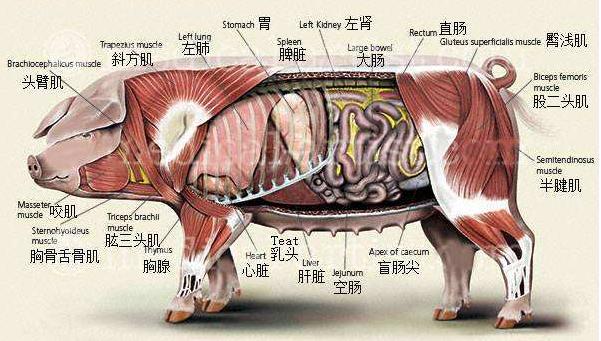 Stomach 胃
Left Kidney 左肾
Rectum 直肠
Left lung
左肺
Spleen
脾脏
Large bowel
大肠
Gluteus superficialis muscle 臀浅肌
Trapezius muscle
斜方肌
Brachiocephalicus muscle
头臂肌
Biceps femoris
muscle
股二头肌
Semitendinosus
muscle
半腱肌
Masseter
muscle 咬肌
Sternohyoideus
muscle
胸骨舌骨肌
Triceps brachii
muscle
肱三头肌
Thymus
胸腺
Heart
心脏
Teat
乳头
Liver
肝脏
Jejunum
空肠
Apex of caecum
盲肠尖